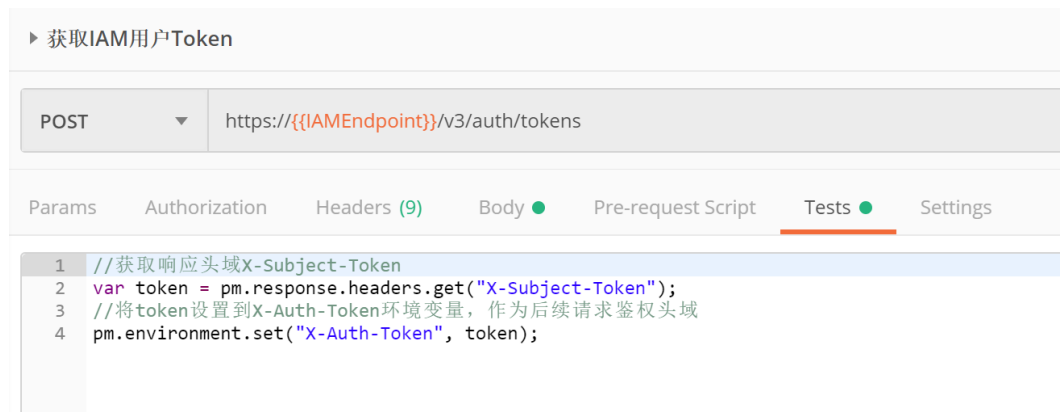 获取IAM用户Token
POST https://{{IAMEndpoint}}/v3/auth/tokens
Params Authorization Headers (9) Body Pre-request Script Tests Settings
1 //获取响应头域X-Subject-Token
2 var token = pm.response.headers.get("X-Subject-Token");
3 //将token设置到X-Auth-Token环境变量，作为后续请求鉴权头域
4 pm.environment.set("X-Auth-Token", token);